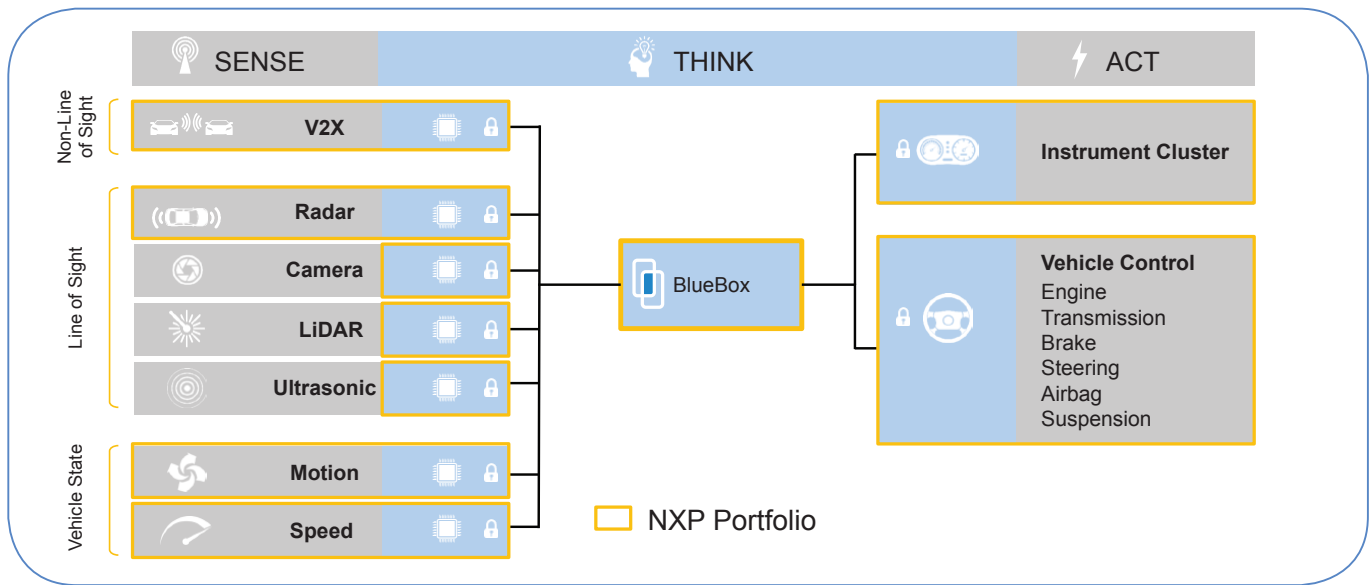 SENSE
THINK
ACT
Non-Line
of Sight
V2X
Line of Sight
Radar
Camera
LiDAR
Ultrasonic
Vehicle State
Motion
Speed
BlueBox
Instrument Cluster
Vehicle Control
Engine
Transmission
Brake
Steering
Airbag
Suspension
NXP Portfolio